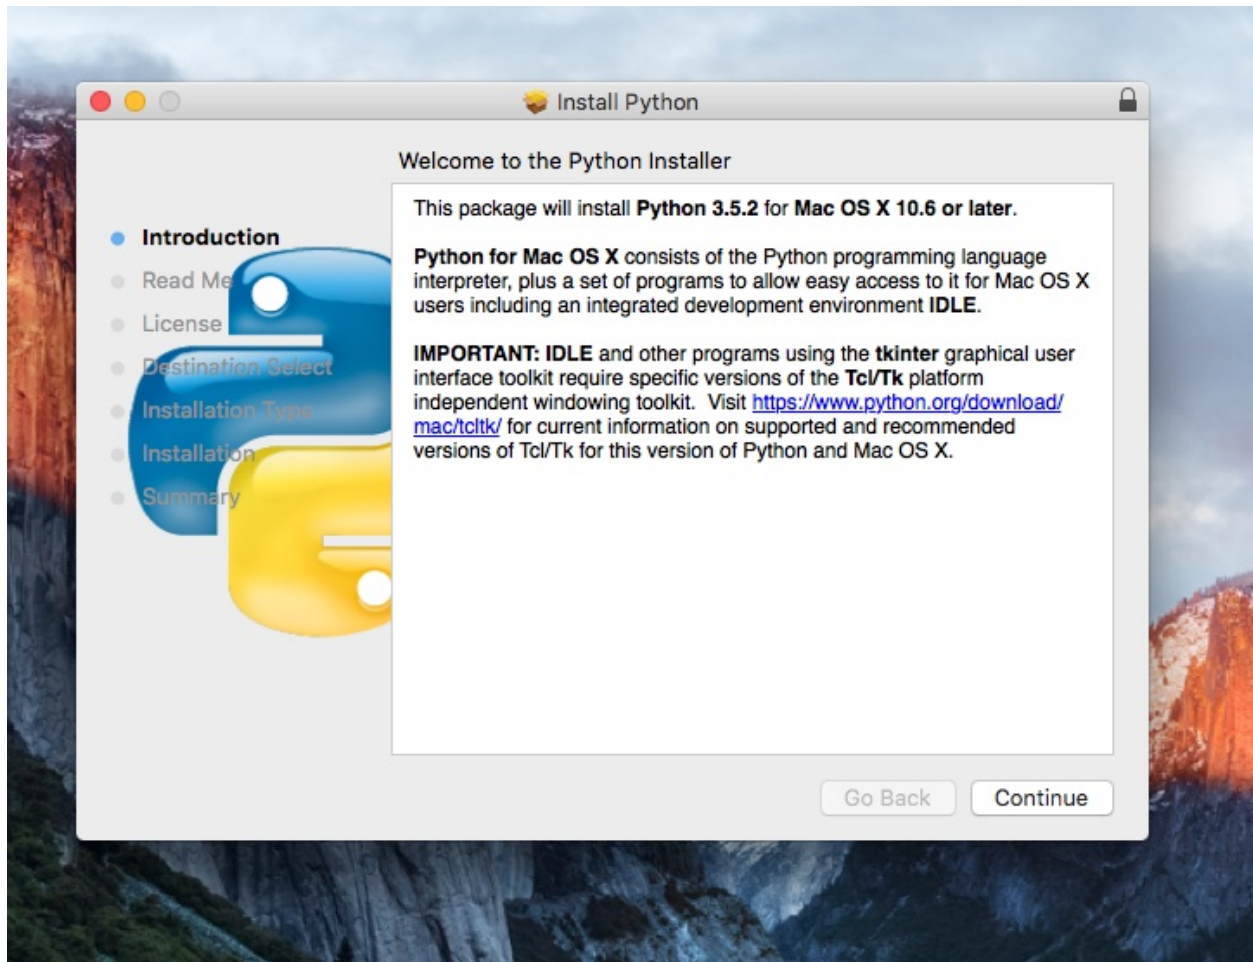 Install Python
Welcome to the Python Installer
Introduction
Read Me
License
Destination Select
Installation Type
Installation
Summary
This package will install Python 3.5.2 for Mac OS X 10.6 or later.
Python for Mac OS X consists of the Python programming language
interpreter, plus a set of programs to allow easy access to it for Mac OS X
users including an integrated development environment IDLE.
IMPORTANT: IDLE and other programs using the tkinter graphical user
interface toolkit require specific versions of the Tcl/Tk platform
independent windowing toolkit.  Visit https://www.python.org/download/
mac/tcltk/ for current information on supported and recommended
versions of Tcl/Tk for this version of Python and Mac OS X.
Go Back
Continue